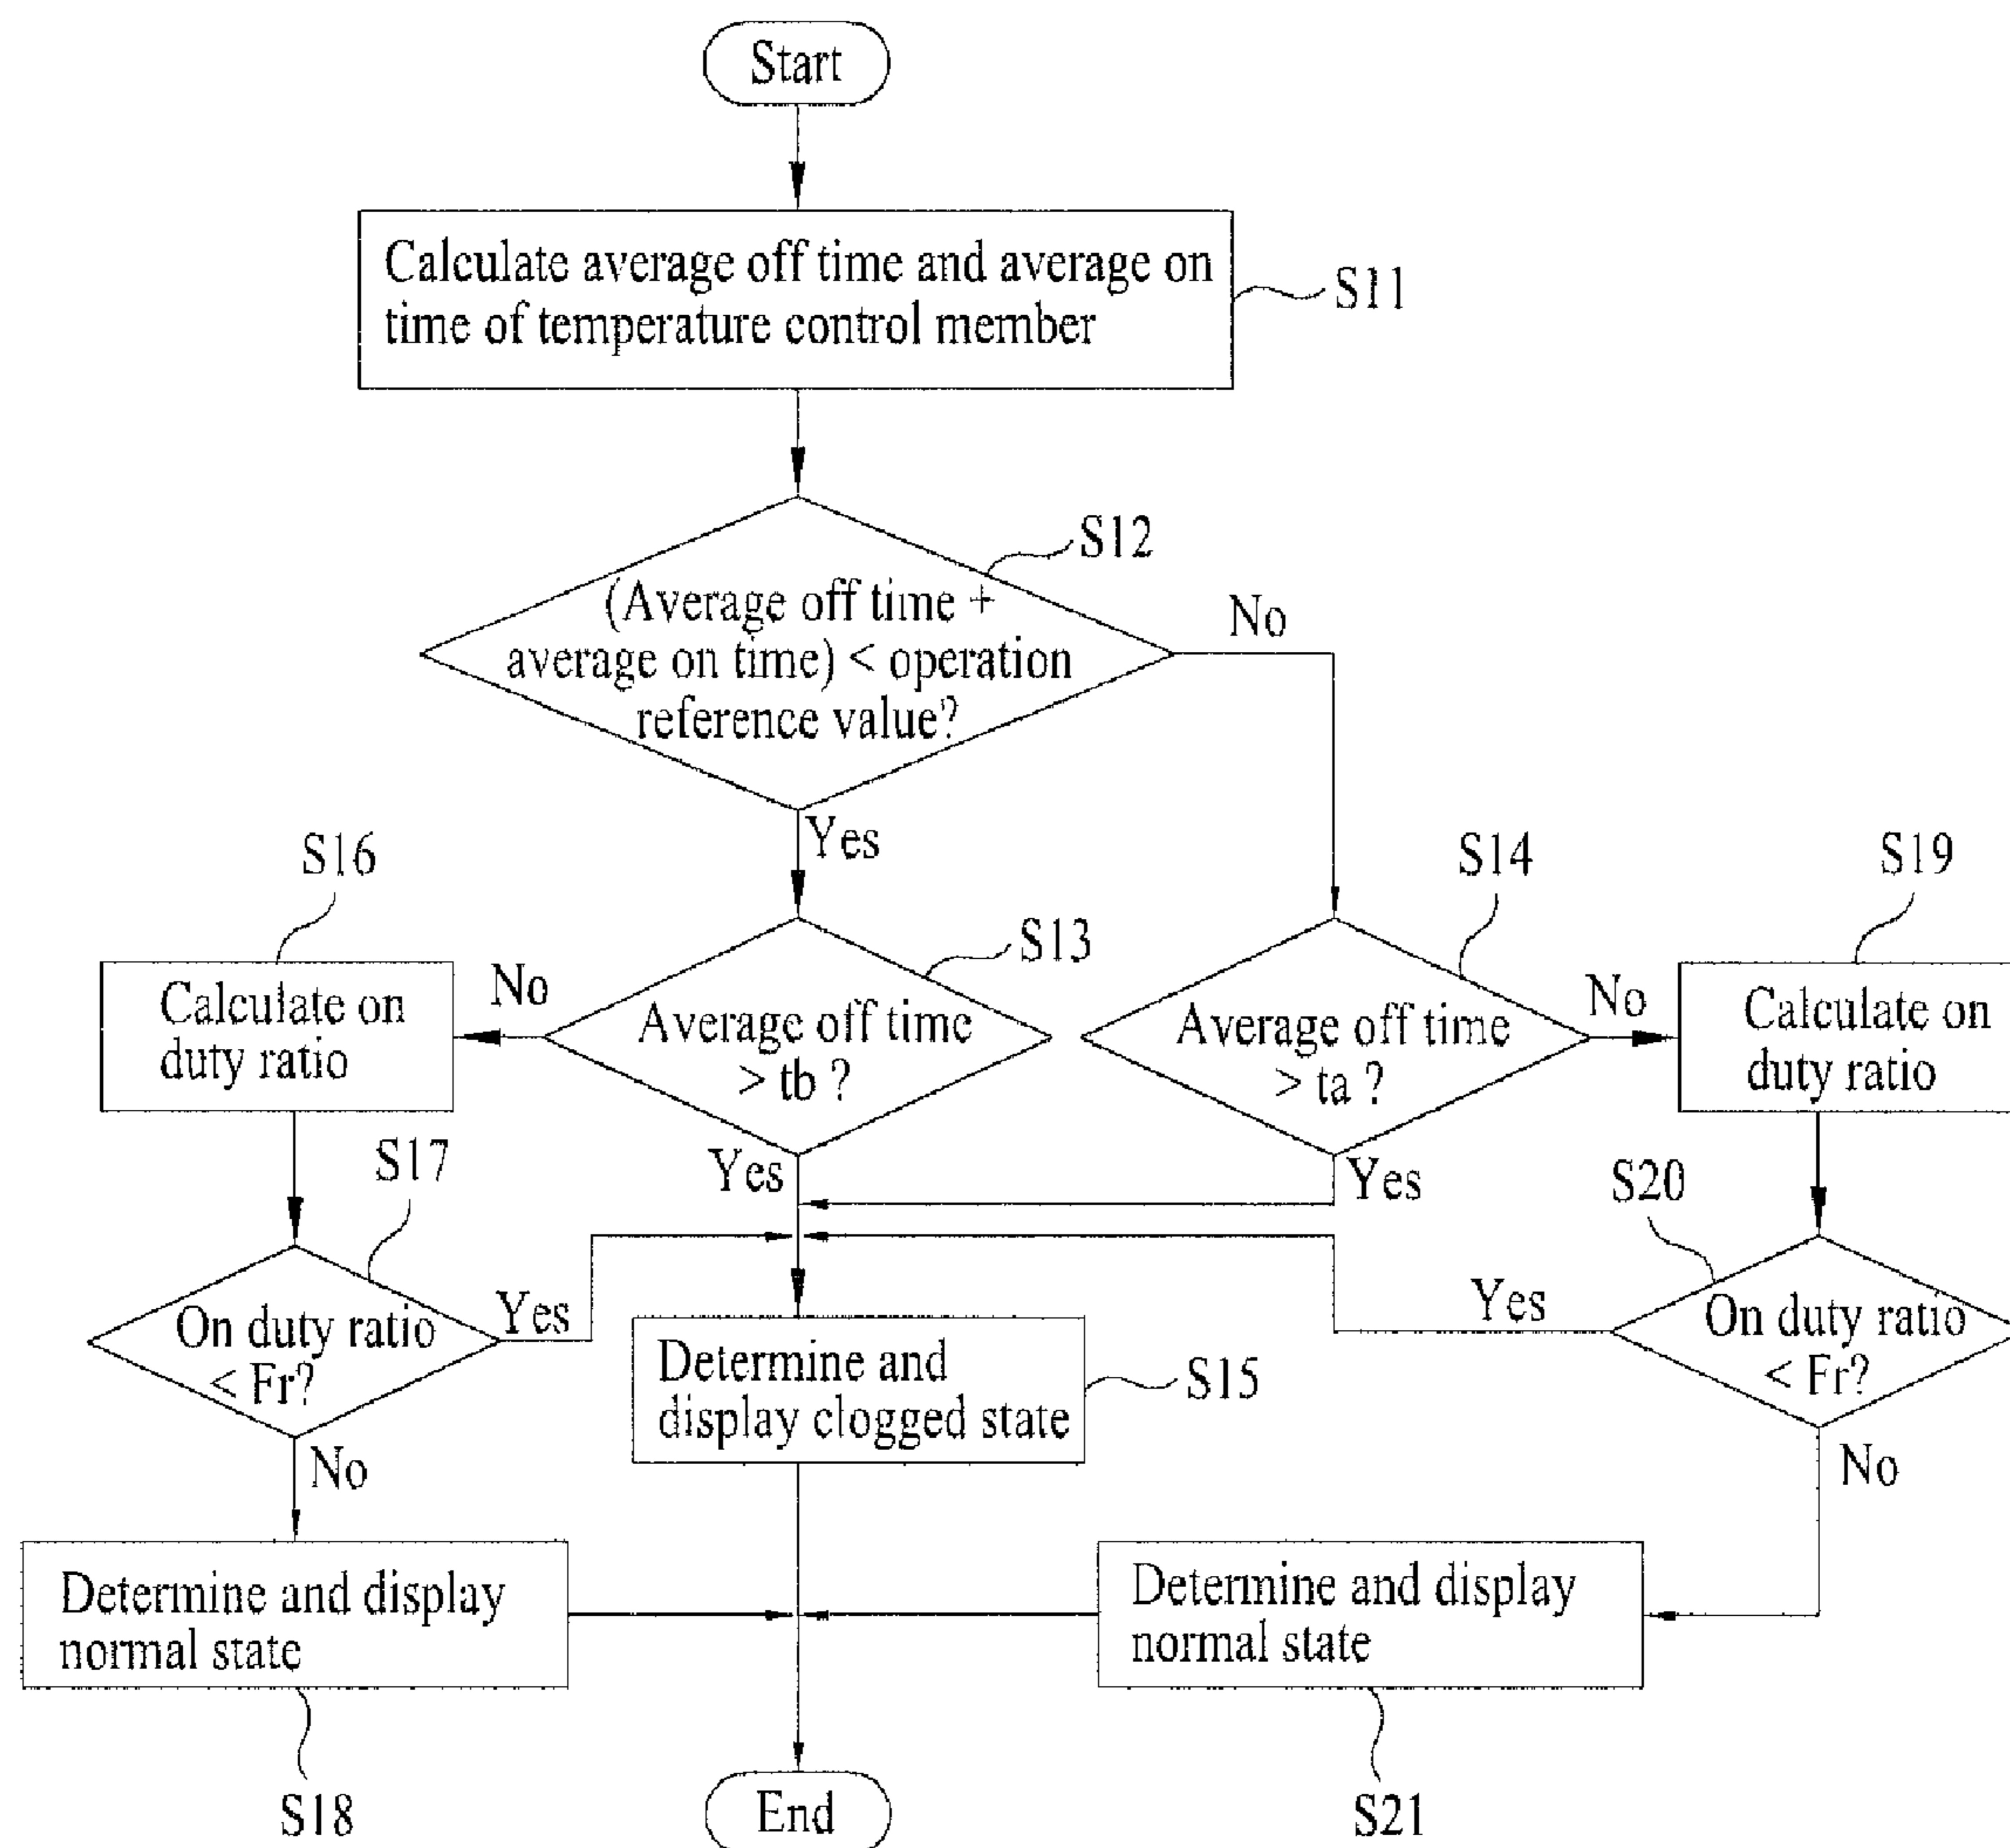 Start
Calculate average off time and average on
time of temperature control member
S11
S12
(Average off time +
average on time) < operation
reference value?
No
Yes
S16
S14
S19
S13
Calculate on
duty ratio
No
Average off time
> tb ?
Average off time
> ta ?
No
Calculate on
duty ratio
S17
Yes
Yes
S20
On duty ratio
< Fr?
Yes
Determine and
display clogged state
S15
Yes
On duty ratio
< Fr?
No
No
Determine and display
normal state
Determine and display
normal state
S18
End
S21